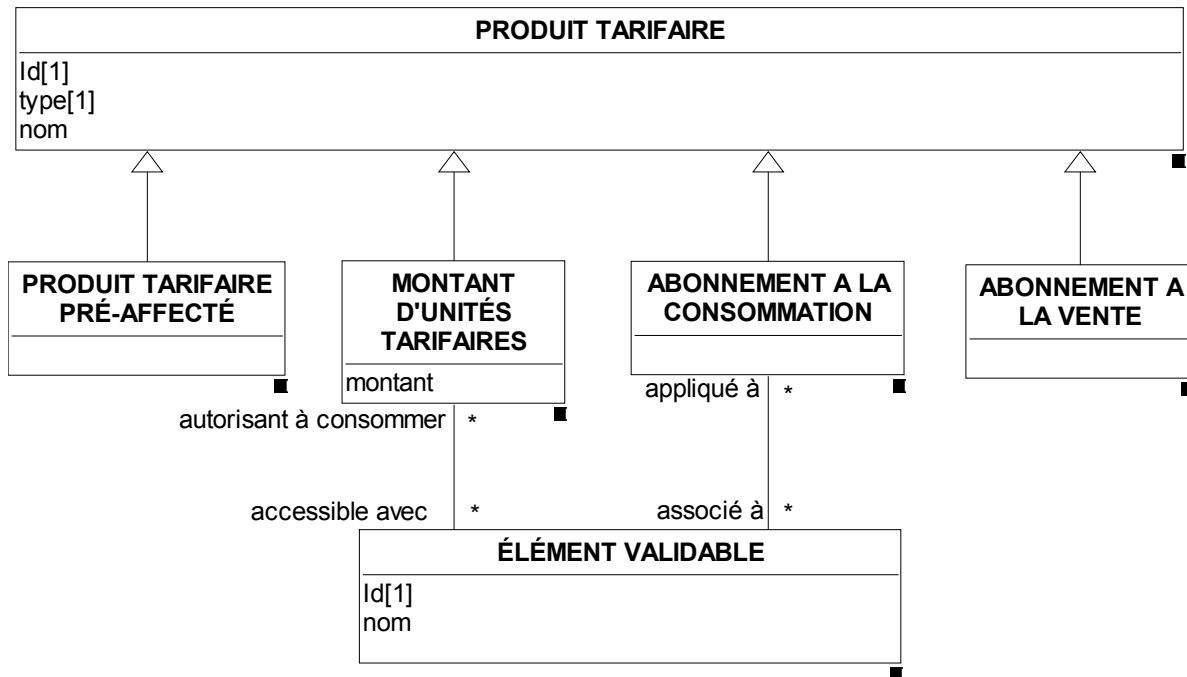 PRODUIT TARIFAIRE
Id[1]
type[1]
nom
PRODUIT TARIFAIRE
PRÉ-AFFECTÉ
MONTANT
D'UNITÉS
TARIFAIRES
montant
ABONNEMENT A LA
CONSOMMATION
ABONNEMENT A
LA VENTE
autorisant à consommer *
appliqué à *
accessible avec *
associé à *
ÉLÉMENT VALIDABLE
Id[1]
nom